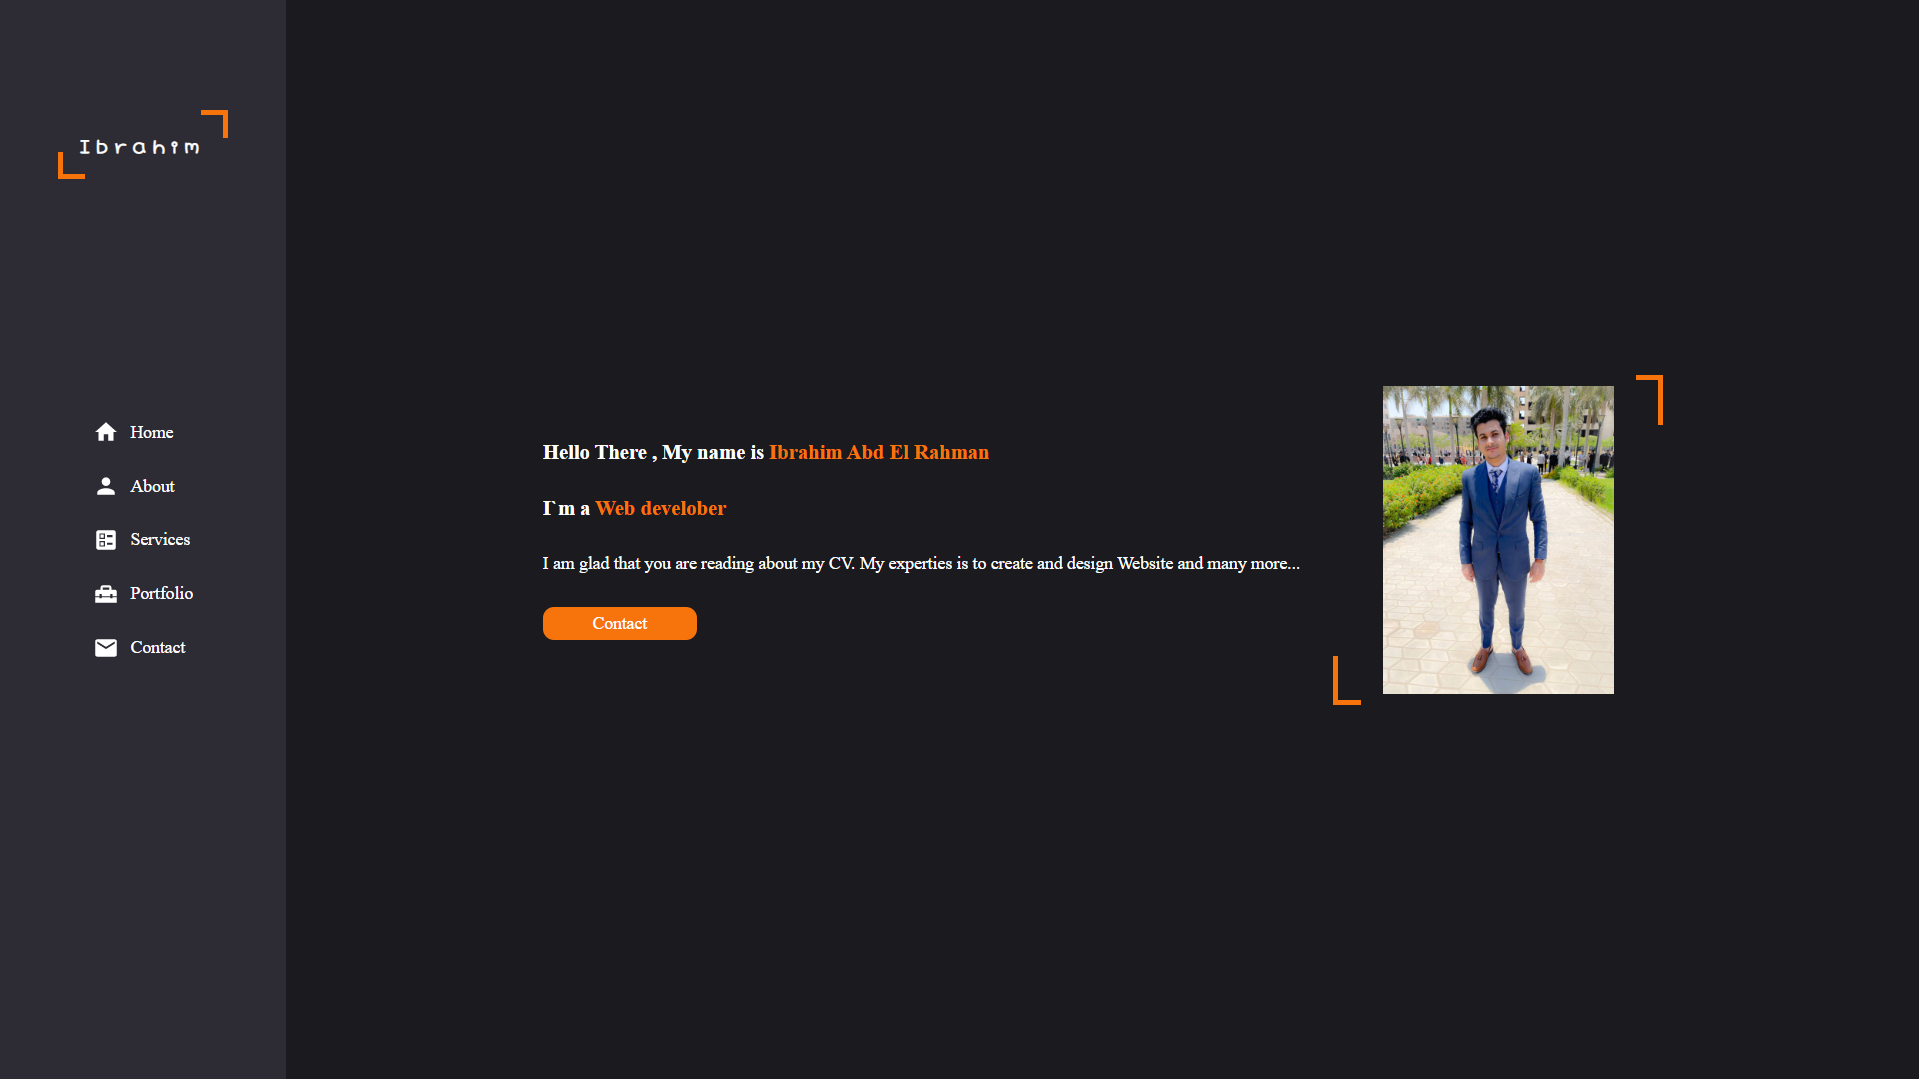 Ibrahim
Home
About
Services
Portfolio
Contact
Hello There , My name is Ibrahim Abd El Rahman
I`m a Web develober
I am glad that you are reading about my CV. My experties is to create and design Website and many more...
Contact